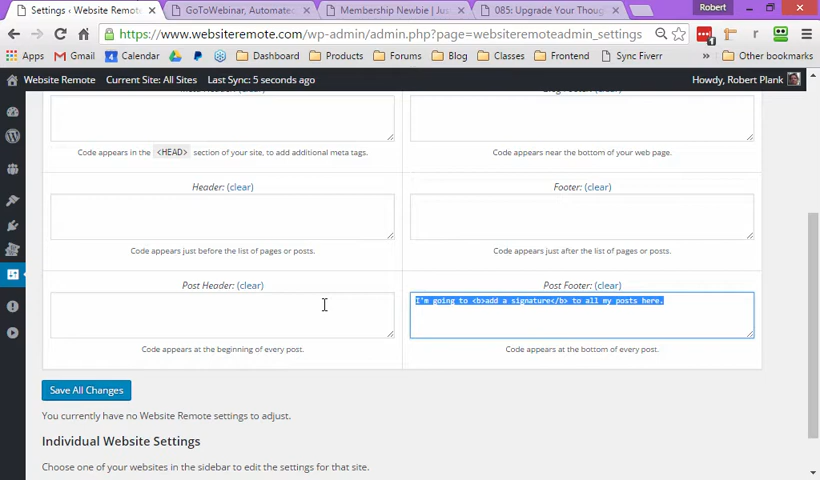 Robert
Settings ‹ Website Remote
GoToWebinar, Automated
Membership Newbie | Jus
085: Upgrade Your Thoug
https://www.websiteremote.com/wp-admin/admin.php?page=websiteremoteadmin_settings
Apps Gmail Calendar Dashboard Products Forums Blog Classes Frontend Sync Fiverr » Other bookmarks
Website Remote Current Site: All Sites Last Sync: 5 seconds ago Howdy, Robert Plank
(clear) (clear)
Code appears in the <HEAD> section of your site, to add additional meta tags.
Code appears near the bottom of your web page.
Header: (clear)
Footer: (clear)
Code appears just before the list of pages or posts.
Code appears just after the list of pages or posts.
Post Header: (clear)
Post Footer: (clear)
I'm going to <b>add a signature</b> to all my posts here.
Code appears at the beginning of every post.
Code appears at the bottom of every post.
Save All Changes
You currently have no Website Remote settings to adjust.
Individual Website Settings
Choose one of your websites in the sidebar to edit the settings for that site.